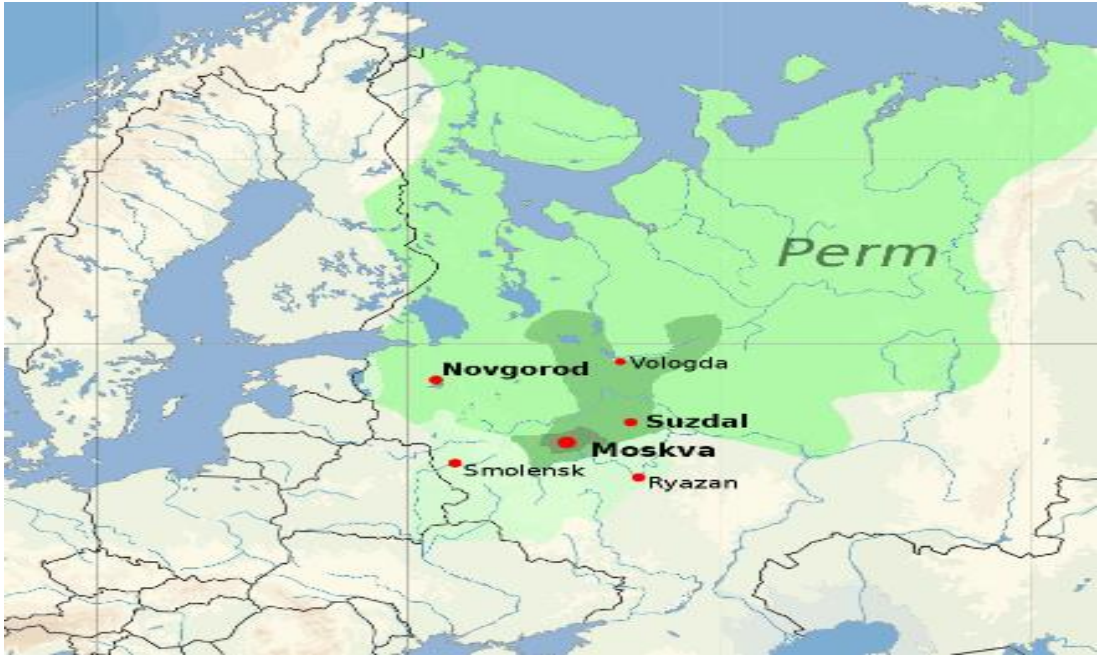 Perm
Vologda
Novgorod
Suzdal
Moskva
Smolensk
Ryazan